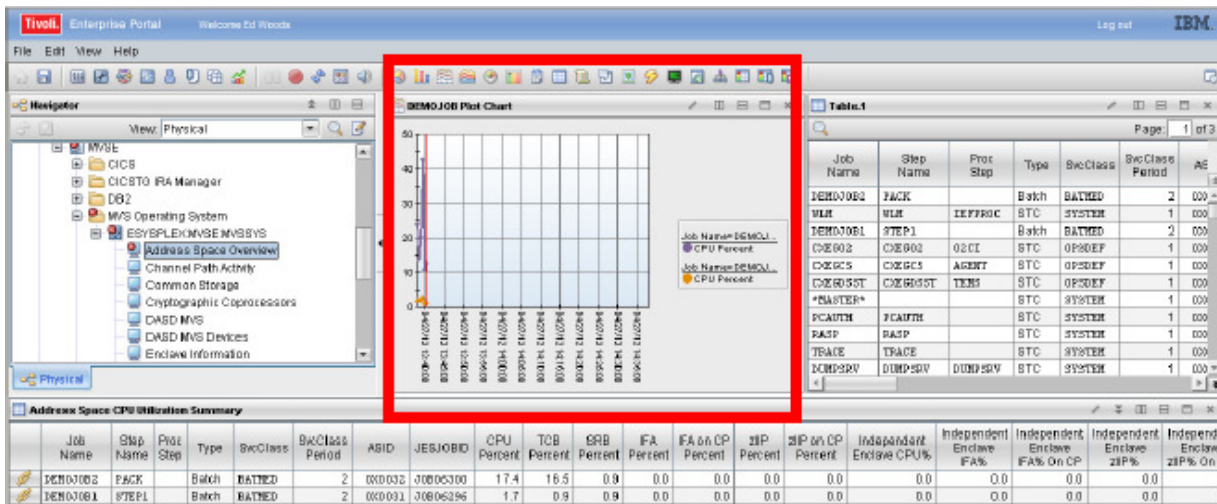 Tivoli. Enterprise Portal Welcome Ed Woods Log out IBM.
File Edit View Help
Navigator
View: Physical
MVSE
CICS
CICSTG IRA Manager
DB2
MVS Operating System
ESYSPLEX:MVSE:MVSSYS
Address Space Overview
Channel Path Activity
Common Storage
Cryptographic Coprocessors
DASD MVS
DASD MVS Devices
Enclave Information
Physical
DEMOJOB Plot Chart
50
40
30
20
10
0
Job Name=DEMOJ...
CPU Percent
Job Name=DEMOJ...
CPU Percent
Table.1
Page: 1 of 3
Job Name Step Name Proc Step Type SvcClass SvcClass Period
DEMOJOB2 PACK Batch BATMED 2
WLM WLM IEFPROC STC SYSTEM 1
DEMOJOB1 STEP1 Batch BATMED 2
CXEGO2 CXEGO2 O2CI STC OPSDEF 1
CXEGCS CXEGCS AGENT STC OPSDEF 1
CXEGDSST CXEGDSST TEMS STC OPSDEF 1
*MASTER* STC SYSTEM 1
PCAUTH PCAUTH STC SYSTEM 1
RASP RASP STC SYSTEM 1
TRACE TRACE STC SYSTEM 1
DUMPSRV DUMPSRV DUMPSRV STC SYSTEM 1
Address Space CPU Utilization Summary
Job Name Step Name Proc Step Type SvcClass SvcClass Period ASID JESJOBID CPU Percent TCB Percent SRB Percent IFA Percent IFA on CP Percent zIIP Percent zIIP on CP Percent Independent Enclave CPU% Independent Enclave IFA% Independent Enclave IFA% On CP Independent Enclave zIIP% Independ Enclav zIIP% On
DEMOJOB2 PACK Batch BATMED 2 0X0032 J0B06300 17.4 16.5 0.9 0.0 0.0 0.0 0.0 0.0 0.0 0.0 0.0
DEMOJOB1 STEP1 Batch BATMED 2 0X0031 J0B06296 1.7 0.9 0.9 0.0 0.0 0.0 0.0 0.0 0.0 0.0 0.0